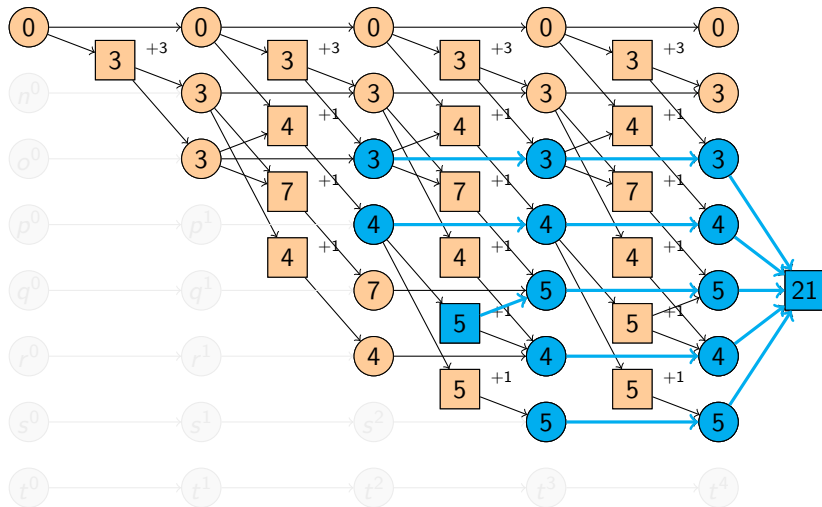 0 0 0 0 0
3 +3 3 +3 3 +3 3 +3
n⁰ 3 3 3 3
4 +1 4 +1 4 +1
o⁰ 3 3 3 3
7 +1 7 +1 7 +1
p⁰ p¹ 4 4 4
4 +1 4 +1 4 +1
q⁰ q¹ 7 5 5 21
5 +1 5 +1
r⁰ r¹ 4 4 4
5 +1 5 +1
s⁰ s¹ s² 5 5
t⁰ t¹ t² t³ t⁴